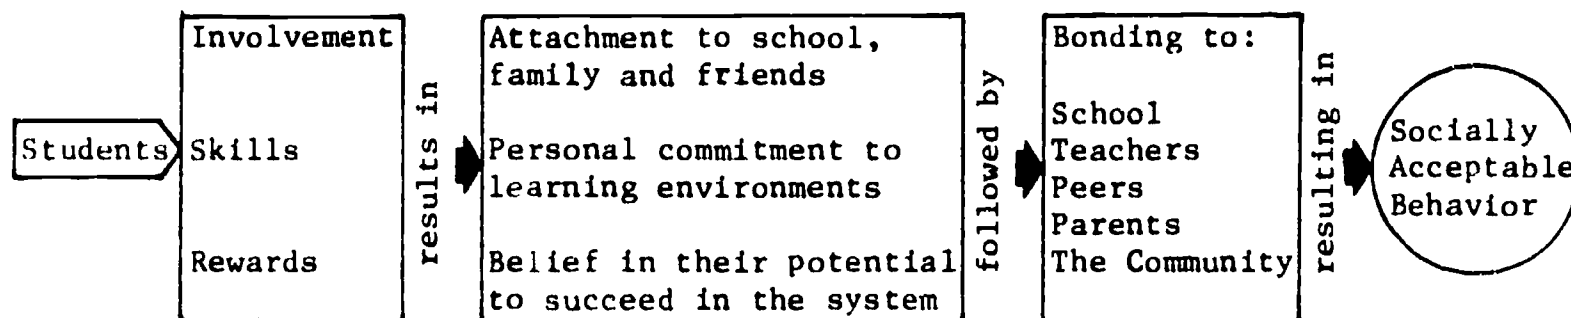 Students
Involvement
Skills
Rewards
results in
Attachment to school,
family and friends
Personal commitment to
learning environments
Belief in their potential
to succeed in the system
followed by
Bonding to:
School
Teachers
Peers
Parents
The Community
resulting in
Socially
Acceptable
Behavior